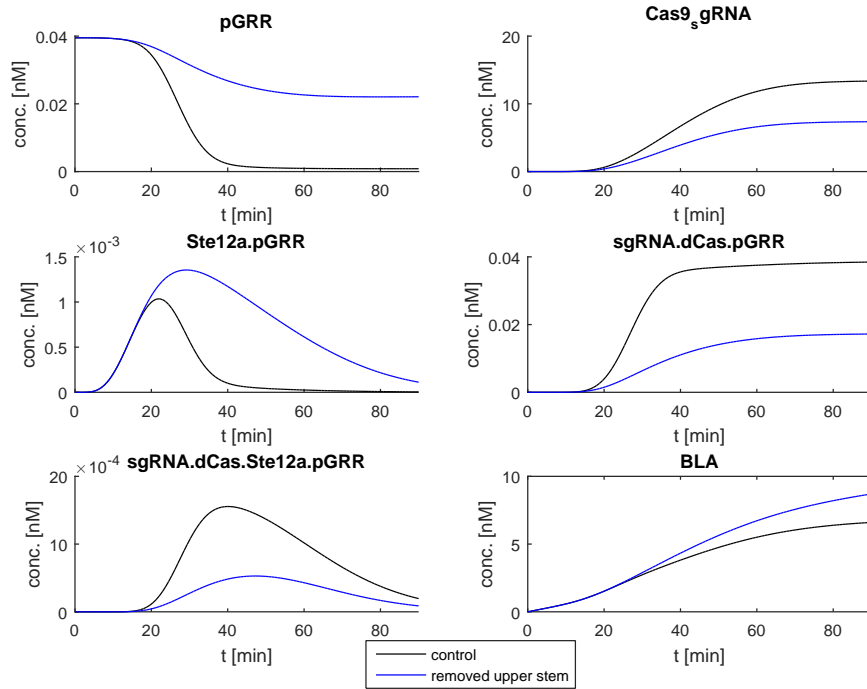 pGRR
conc. [nM]
0.04
0.02
0
0 20 40 60 80
t [min]
Cas9sgRNA
conc. [nM]
20
10
0
0 20 40 60 80
t [min]
Ste12a.pGRR
×10-3
conc. [nM]
1.5
1
0.5
0
0 20 40 60 80
t [min]
sgRNA.dCas.pGRR
conc. [nM]
0.04
0.02
0
0 20 40 60 80
t [min]
sgRNA.dCas.Ste12a.pGRR
×10-4
conc. [nM]
20
10
0
0 20 40 60 80
t [min]
BLA
conc. [nM]
10
5
0
0 20 40 60 80
t [min]
control
removed upper stem